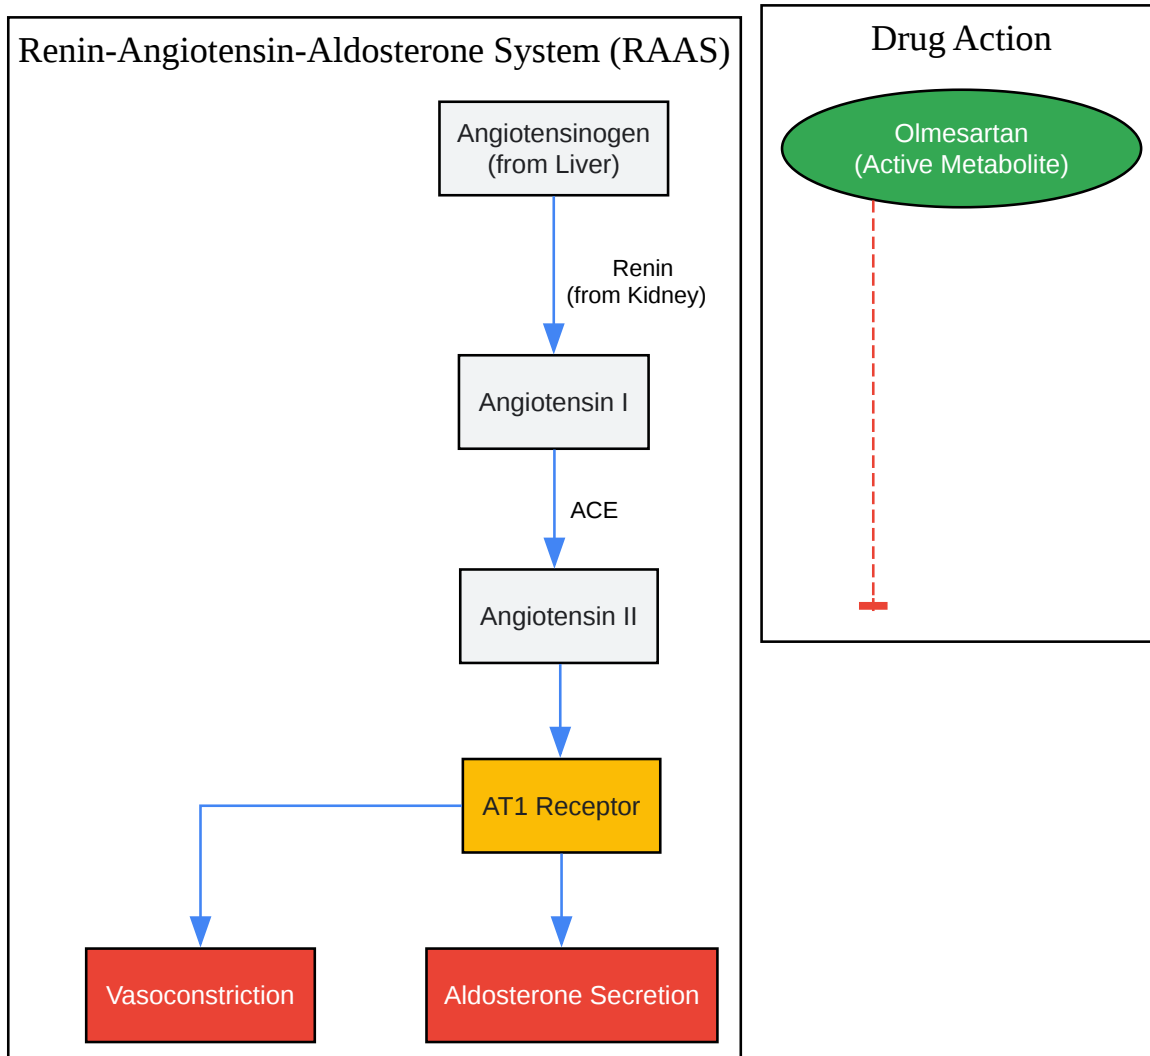 Renin-Angiotensin-Aldosterone System (RAAS)
Angiotensinogen
(from Liver)
Renin
(from Kidney)
Angiotensin I
ACE
Angiotensin II
AT1 Receptor
Vasoconstriction
Aldosterone Secretion
Drug Action
Olmesartan
(Active Metabolite)